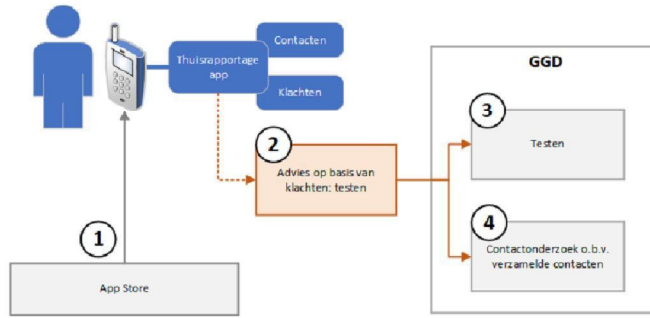 Thuisrapportage
app
Contacten
Klachten
GGD
2
Advies op basis van
klachten: testen
3
Testen
4
Contactonderzoek o.b.v.
verzamelde contacten
1
App Store